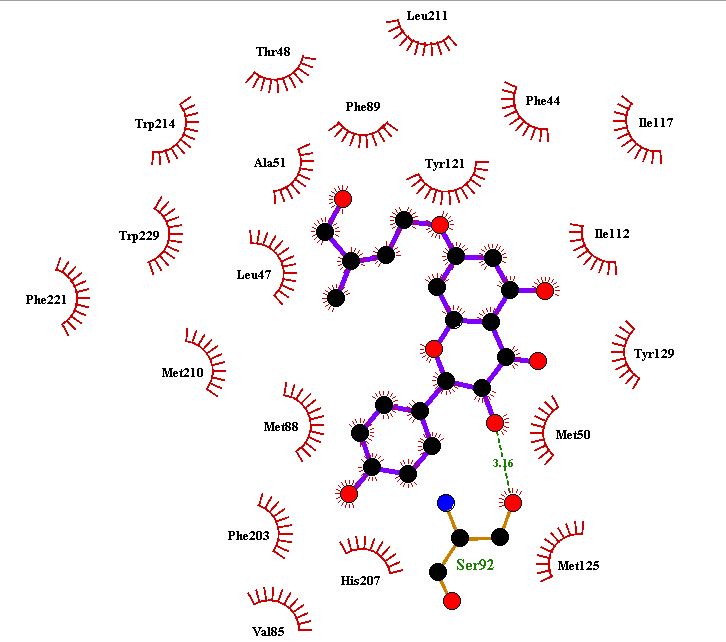 Leu211
Thr48
Phe44
Phe89
Trp214
Ile117
Ala51
Tyr121
Trp229
Ile112
Leu47
Phe221
Tyr129
Met210
Met88
Met50
3.16
Phe203
Ser92
Met125
His207
Val85